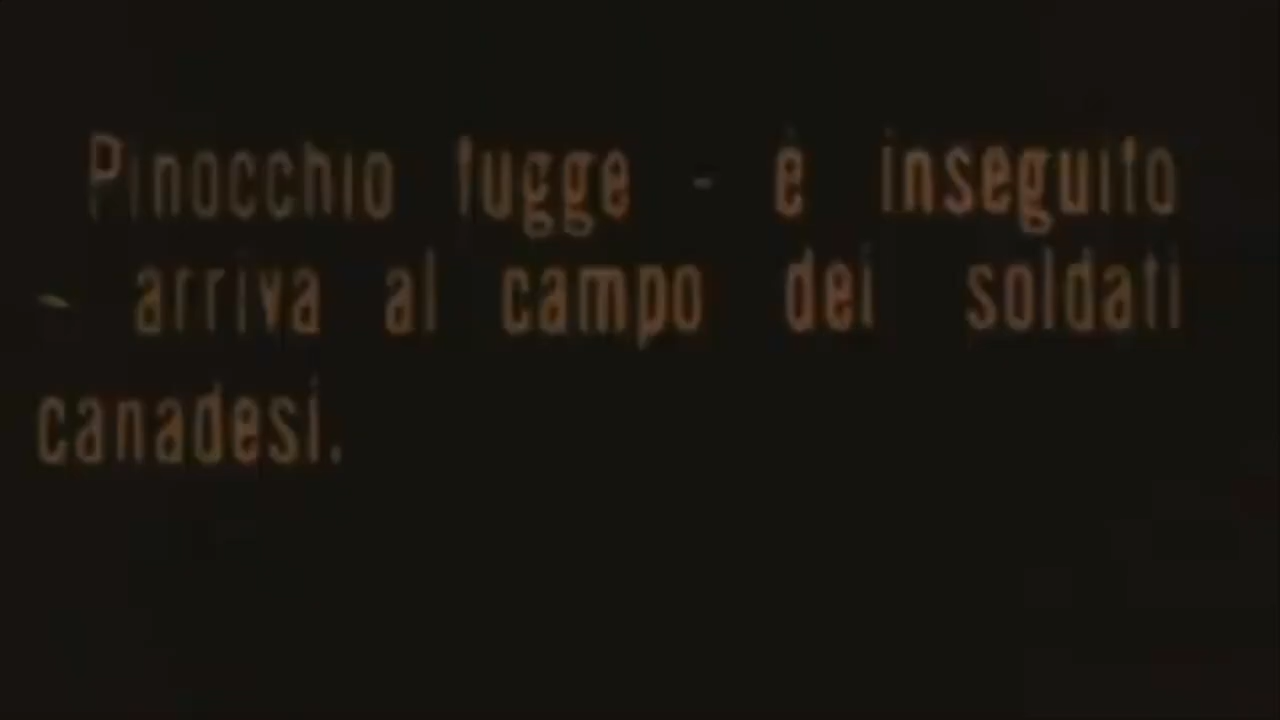 Pinocchio fugge - è inseguito
- arriva al campo dei soldati
canadesi.